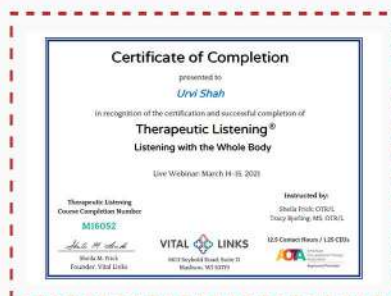 Certificate of Completion
presented to
Urvi Shah
in recognition of the certification and successful completion of
Therapeutic Listening®
Listening with the Whole Body
Live Webinar: March 14-15, 2021
Therapeutic Listening
Course Completion Number
MI6052
Sheila M. Frick
Founder: Vital Links
VITAL LINKS
Madison, WI 53719
Instructed by:
Sheila Frick, OTR/L
Tracy Bjorling, MS, OTR/L
12.5 Contact Hours / 1.25 CEUs
AOTA